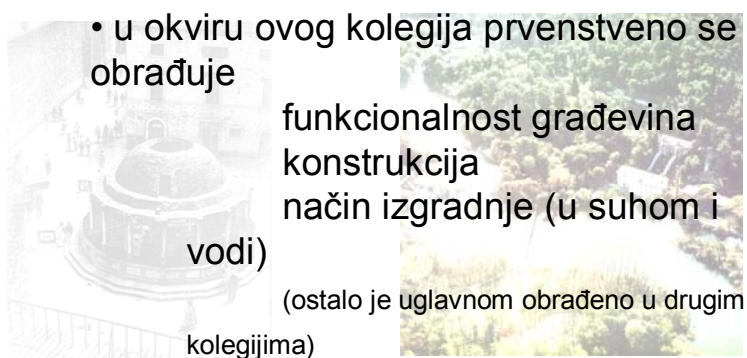 • u okviru ovog kolegija prvenstveno se
obrađuje
funkcionalnost građevina
konstrukcija
način izgradnje (u suhom i
vodi)
(ostalo je uglavnom obrađeno u drugim
kolegijima)